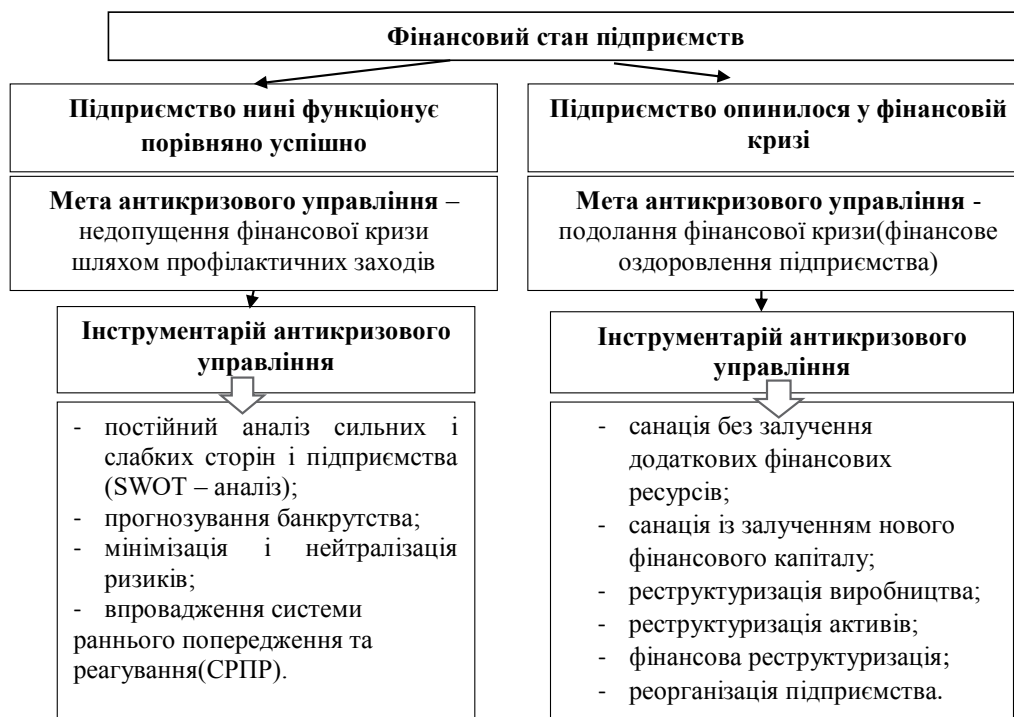 Фінансовий стан підприємств
Підприємство нині функціонує
порівняно успішно
Мета антикризового управління –
недопущення фінансової кризи
шляхом профілактичних заходів
Інструментарій антикризового
управління
- постійний аналіз сильних і
слабких сторін і підприємства
(SWOT – аналіз);
- прогнозування банкрутства;
- мінімізація і нейтралізація
ризиків;
- впровадження системи
раннього попередження та
реагування(СРПР).
Підприємство опинилося у фінансовій
кризі
Мета антикризового управління -
подолання фінансової кризи(фінансове
оздоровлення підприємства)
Інструментарій антикризового
управління
- санація без залучення
додаткових фінансових
ресурсів;
- санація із залученням нового
фінансового капіталу;
- реструктуризація виробництва;
- реструктуризація активів;
- фінансова реструктуризація;
- реорганізація підприємства.